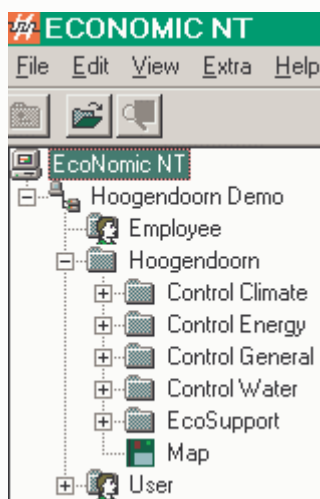 ECONOMIC NT
File Edit View Extra Help
EcoNomic NT
Hoogendoorn Demo
Employee
Hoogendoorn
Control Climate
Control Energy
Control General
Control Water
EcoSupport
Map
User